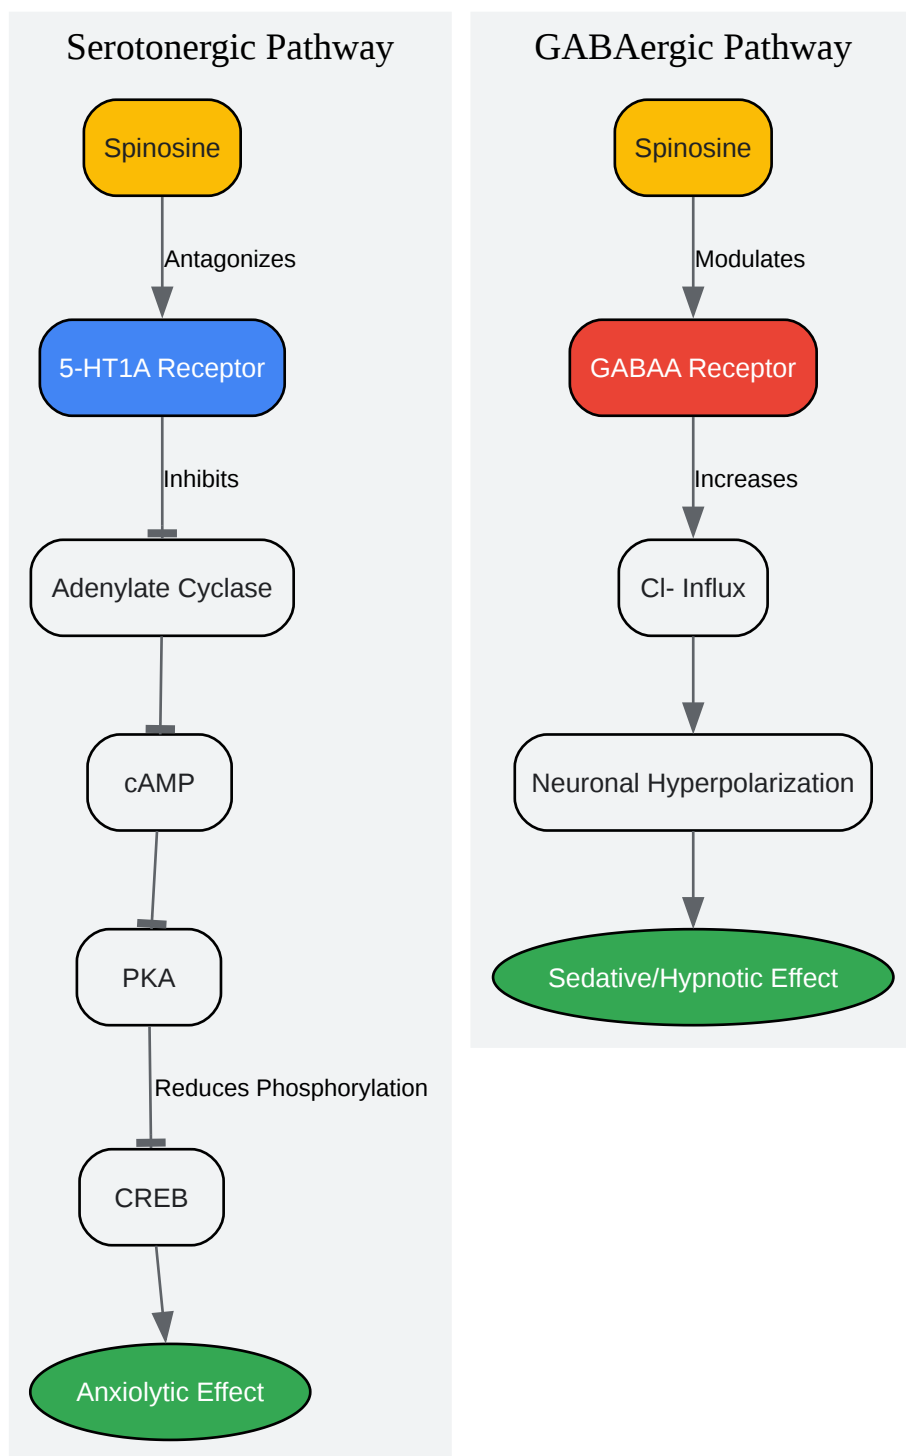 Serotonergic Pathway
Spinosine
Antagonizes
5-HT1A Receptor
Inhibits
Adenylate Cyclase
cAMP
PKA
Reduces Phosphorylation
CREB
Anxiolytic Effect
GABAergic Pathway
Spinosine
Modulates
GABAA Receptor
Increases
Cl- Influx
Neuronal Hyperpolarization
Sedative/Hypnotic Effect